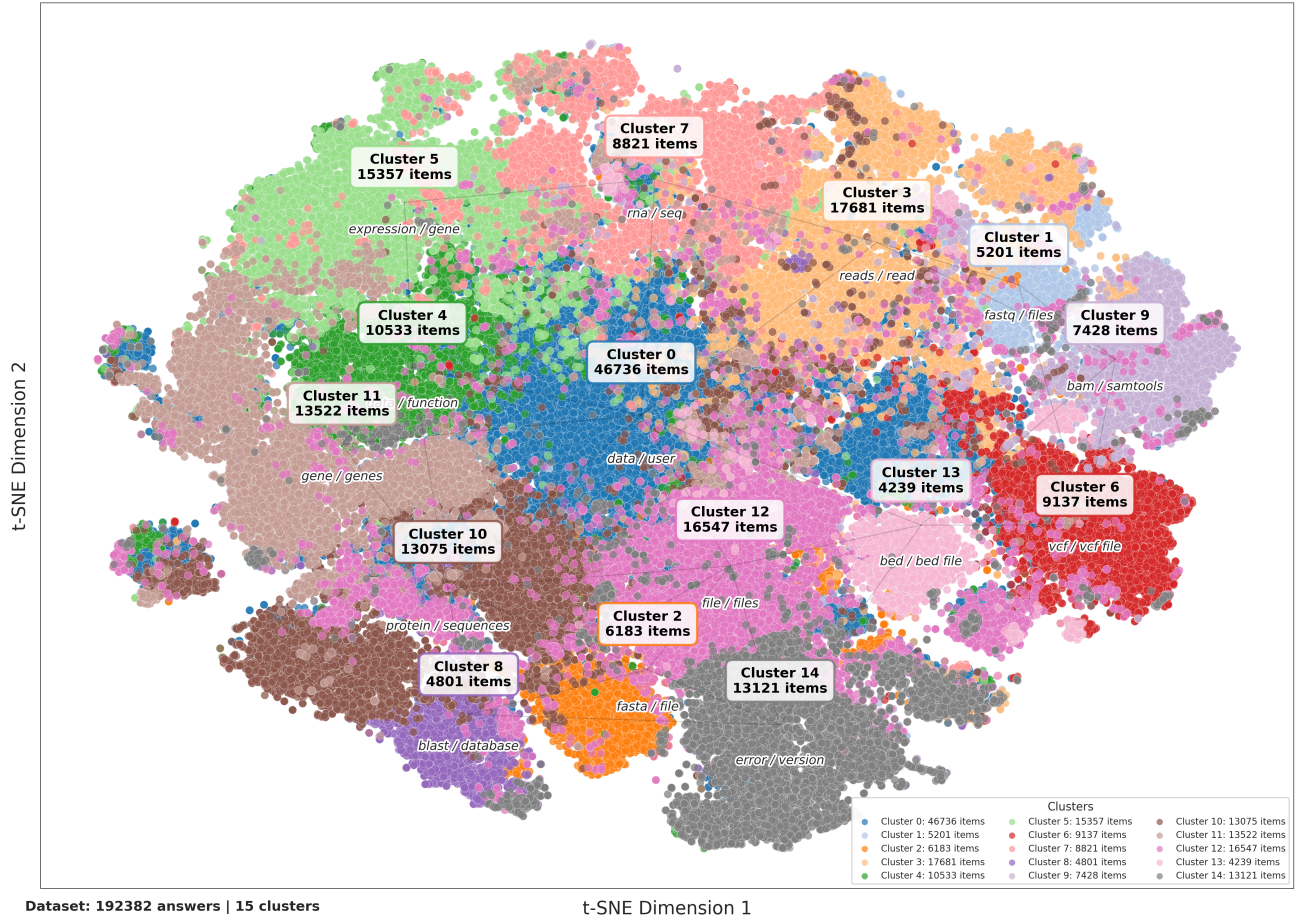 Cluster 7
8821 items
Cluster 5
15357 items
Cluster 3
17681 items
rna / seq
expression / gene
Cluster 1
5201 items
reads / read
fastq / files
Cluster 4
10533 items
Cluster 9
7428 items
Cluster 0
46736 items
bam / samtools
Cluster 11
13522 items
/ function
data / user
gene / genes
Cluster 13
4239 items
Cluster 6
9137 items
Cluster 12
16547 items
Cluster 10
13075 items
vcf / vcf file
bed / bed file
file / files
Cluster 2
6183 items
protein / sequences
Cluster 8
4801 items
Cluster 14
13121 items
fasta / file
blast / database
error / version
t-SNE Dimension 2
Clusters
Cluster 0: 46736 items
Cluster 1: 5201 items
Cluster 2: 6183 items
Cluster 3: 17681 items
Cluster 4: 10533 items
Cluster 5: 15357 items
Cluster 6: 9137 items
Cluster 7: 8821 items
Cluster 8: 4801 items
Cluster 9: 7428 items
Cluster 10: 13075 items
Cluster 11: 13522 items
Cluster 12: 16547 items
Cluster 13: 4239 items
Cluster 14: 13121 items
Dataset: 192382 answers | 15 clusters
t-SNE Dimension 1